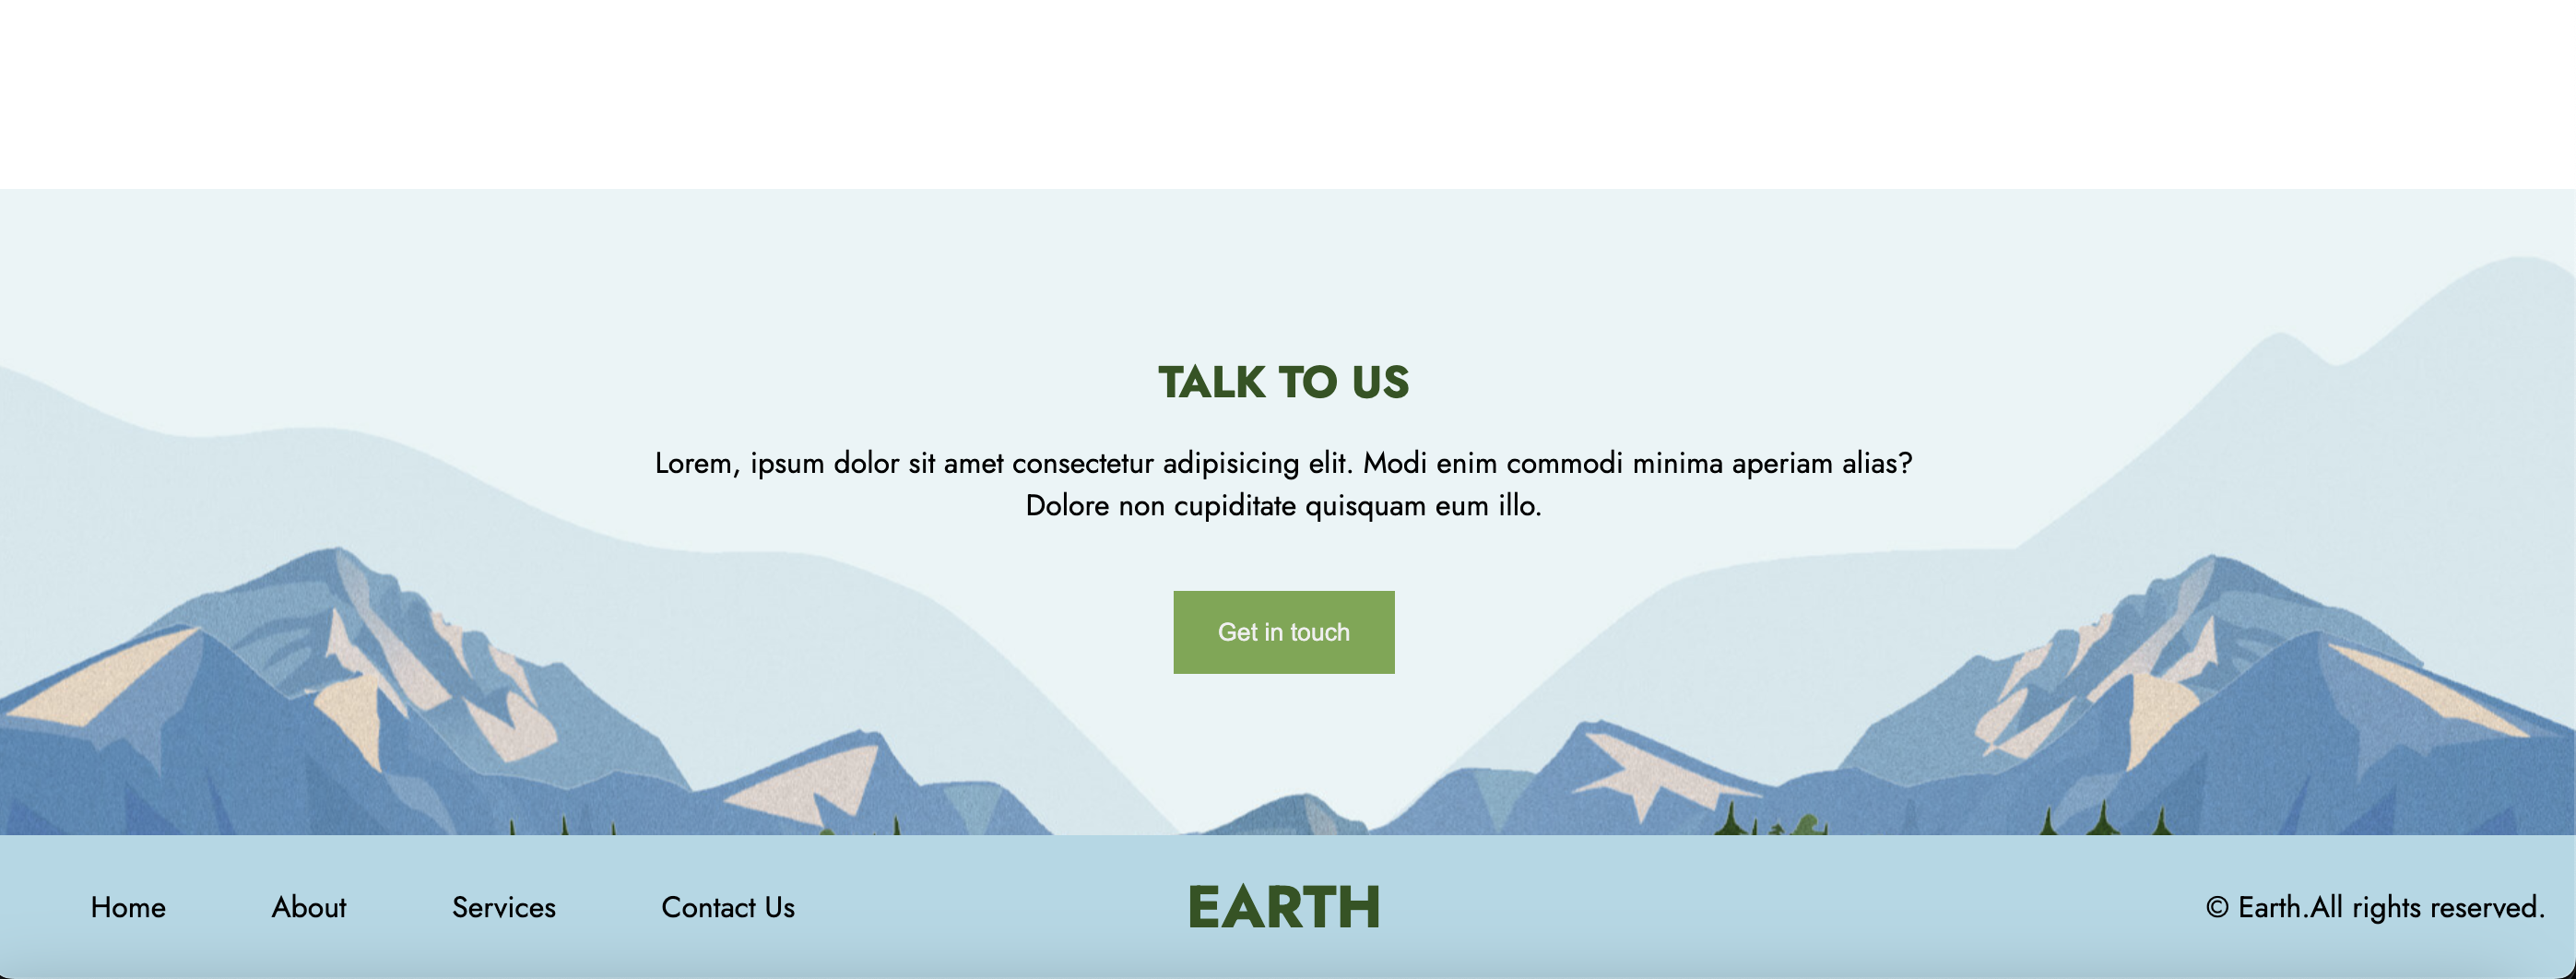 TALK TO US
Lorem, ipsum dolor sit amet consectetur adipisicing elit. Modi enim commodi minima aperiam alias?
Dolore non cupiditate quisquam eum illo.
Get in touch
Home About Services Contact Us EARTH © Earth.All rights reserved.